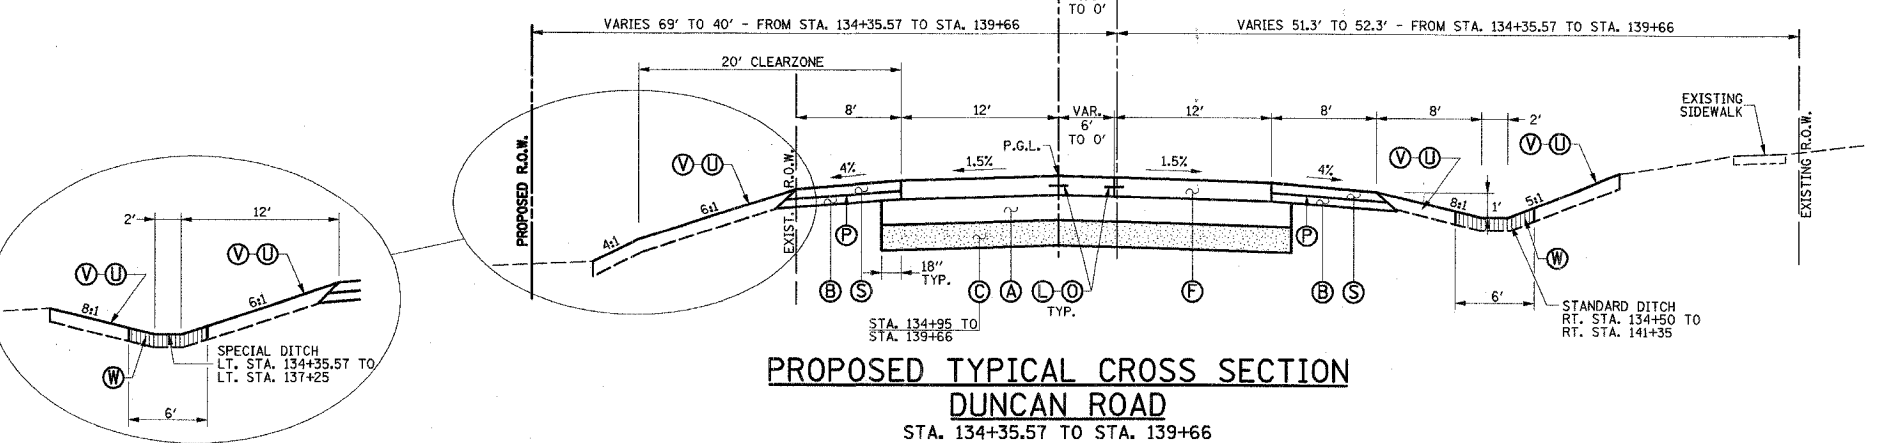 TO 0'
VARIES 69' TO 40' - FROM STA. 134+35.57 TO STA. 139+66
VARIES 51.3' TO 52.3' - FROM STA. 134+35.57 TO STA. 139+66
20' CLEARZONE
8'
12'
VAR.
6'
TO 0'
12'
8'
8'
2'
EXISTING
SIDEWALK
PROPOSED R.O.W.
EXIST. R.O.W.
EXISTING R.O.W.
P.G.L.
V U
4%
1.5%
1.5%
4%
V U
V U
6:1
4:1
8:1
1'
5:1
P
P
W
18"
TYP.
B S
C A
L O
TYP.
F
B S
6'
STA. 134+95 TO
STA. 139+66
STANDARD DITCH
RT. STA. 134+50 TO
RT. STA. 141+35
2'
12'
V U
V U
8:1
6:1
W
SPECIAL DITCH
LT. STA. 134+35.57 TO
LT. STA. 137+25
6'
PROPOSED TYPICAL CROSS SECTION
DUNCAN ROAD
STA. 134+35.57 TO STA. 139+66